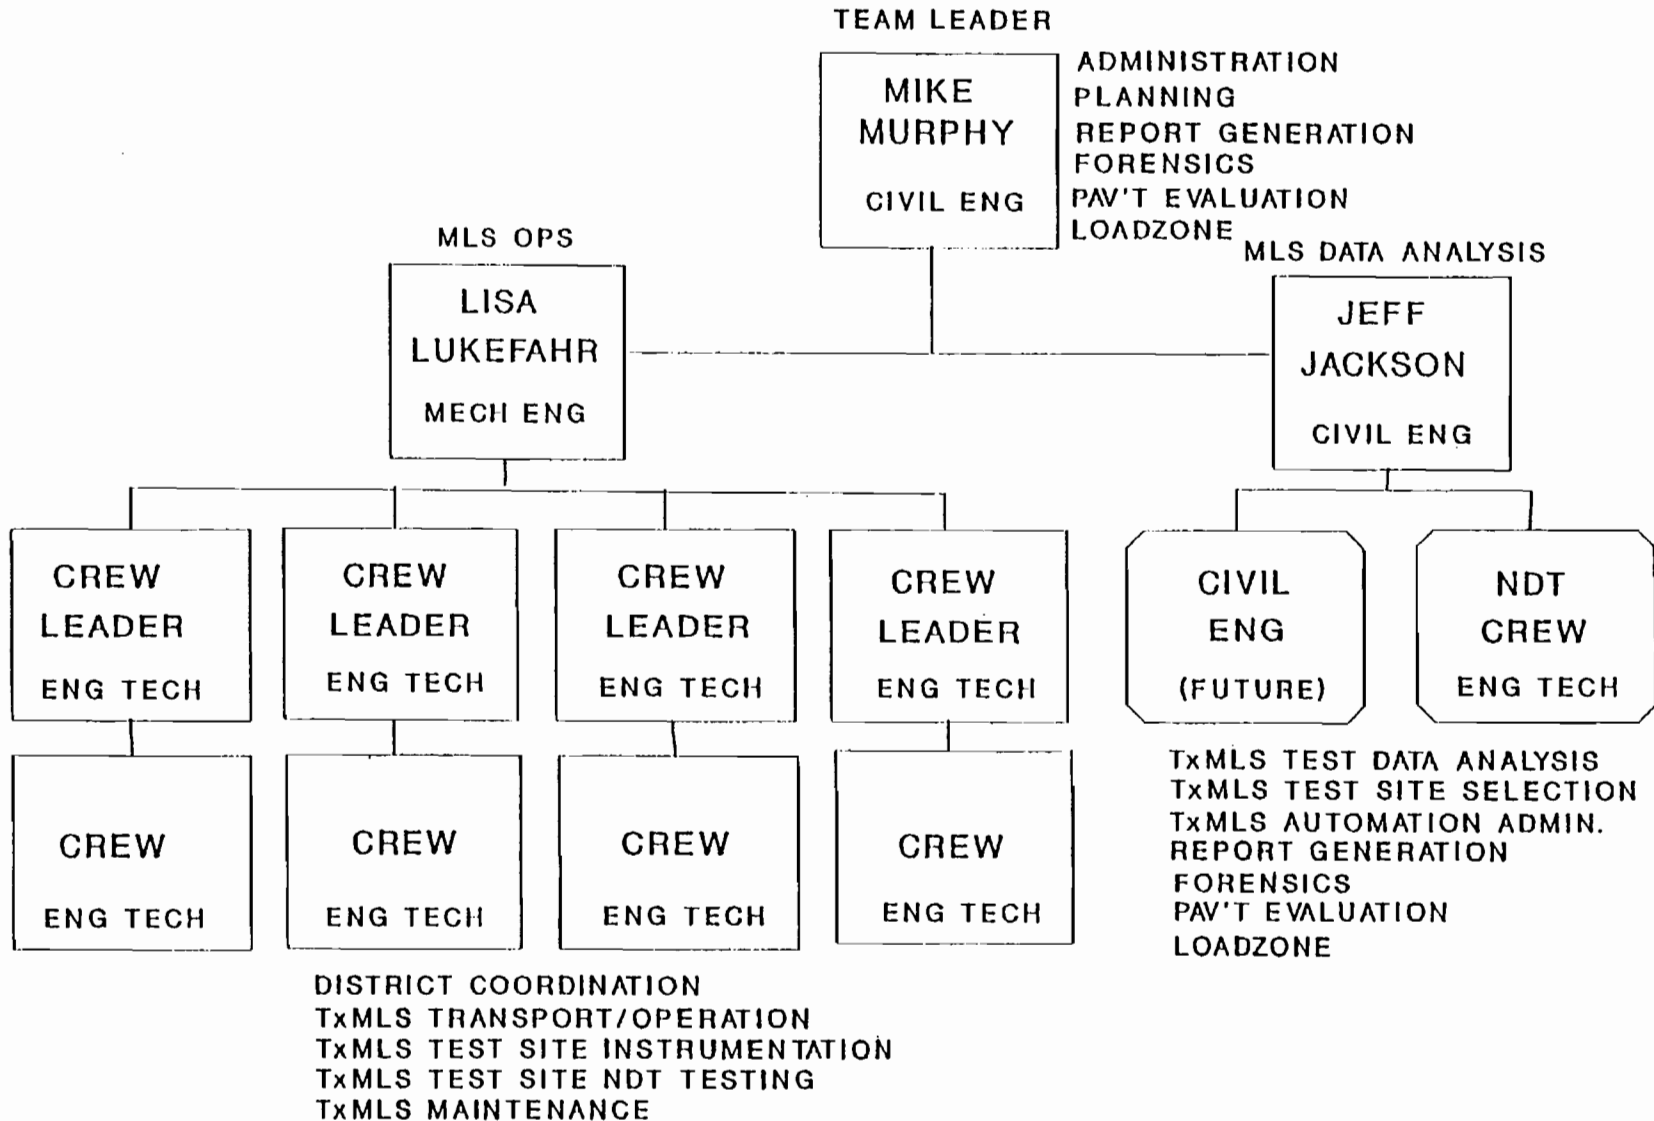 TEAM LEADER
MIKE
MURPHY
CIVIL ENG
ADMINISTRATION
PLANNING
REPORT GENERATION
FORENSICS
PAV'T EVALUATION
LOADZONE
MLS OPS
LISA
LUKEFAHR
MECH ENG
MLS DATA ANALYSIS
JEFF
JACKSON
CIVIL ENG
CREW
LEADER
ENG TECH
CREW
LEADER
ENG TECH
CREW
LEADER
ENG TECH
CREW
LEADER
ENG TECH
CIVIL
ENG
(FUTURE)
NDT
CREW
ENG TECH
CREW
ENG TECH
CREW
ENG TECH
CREW
ENG TECH
CREW
ENG TECH
TxMLS TEST DATA ANALYSIS
TxMLS TEST SITE SELECTION
TxMLS AUTOMATION ADMIN.
REPORT GENERATION
FORENSICS
PAV'T EVALUATION
LOADZONE
DISTRICT COORDINATION
TxMLS TRANSPORT/OPERATION
TxMLS TEST SITE INSTRUMENTATION
TxMLS TEST SITE NDT TESTING
TxMLS MAINTENANCE